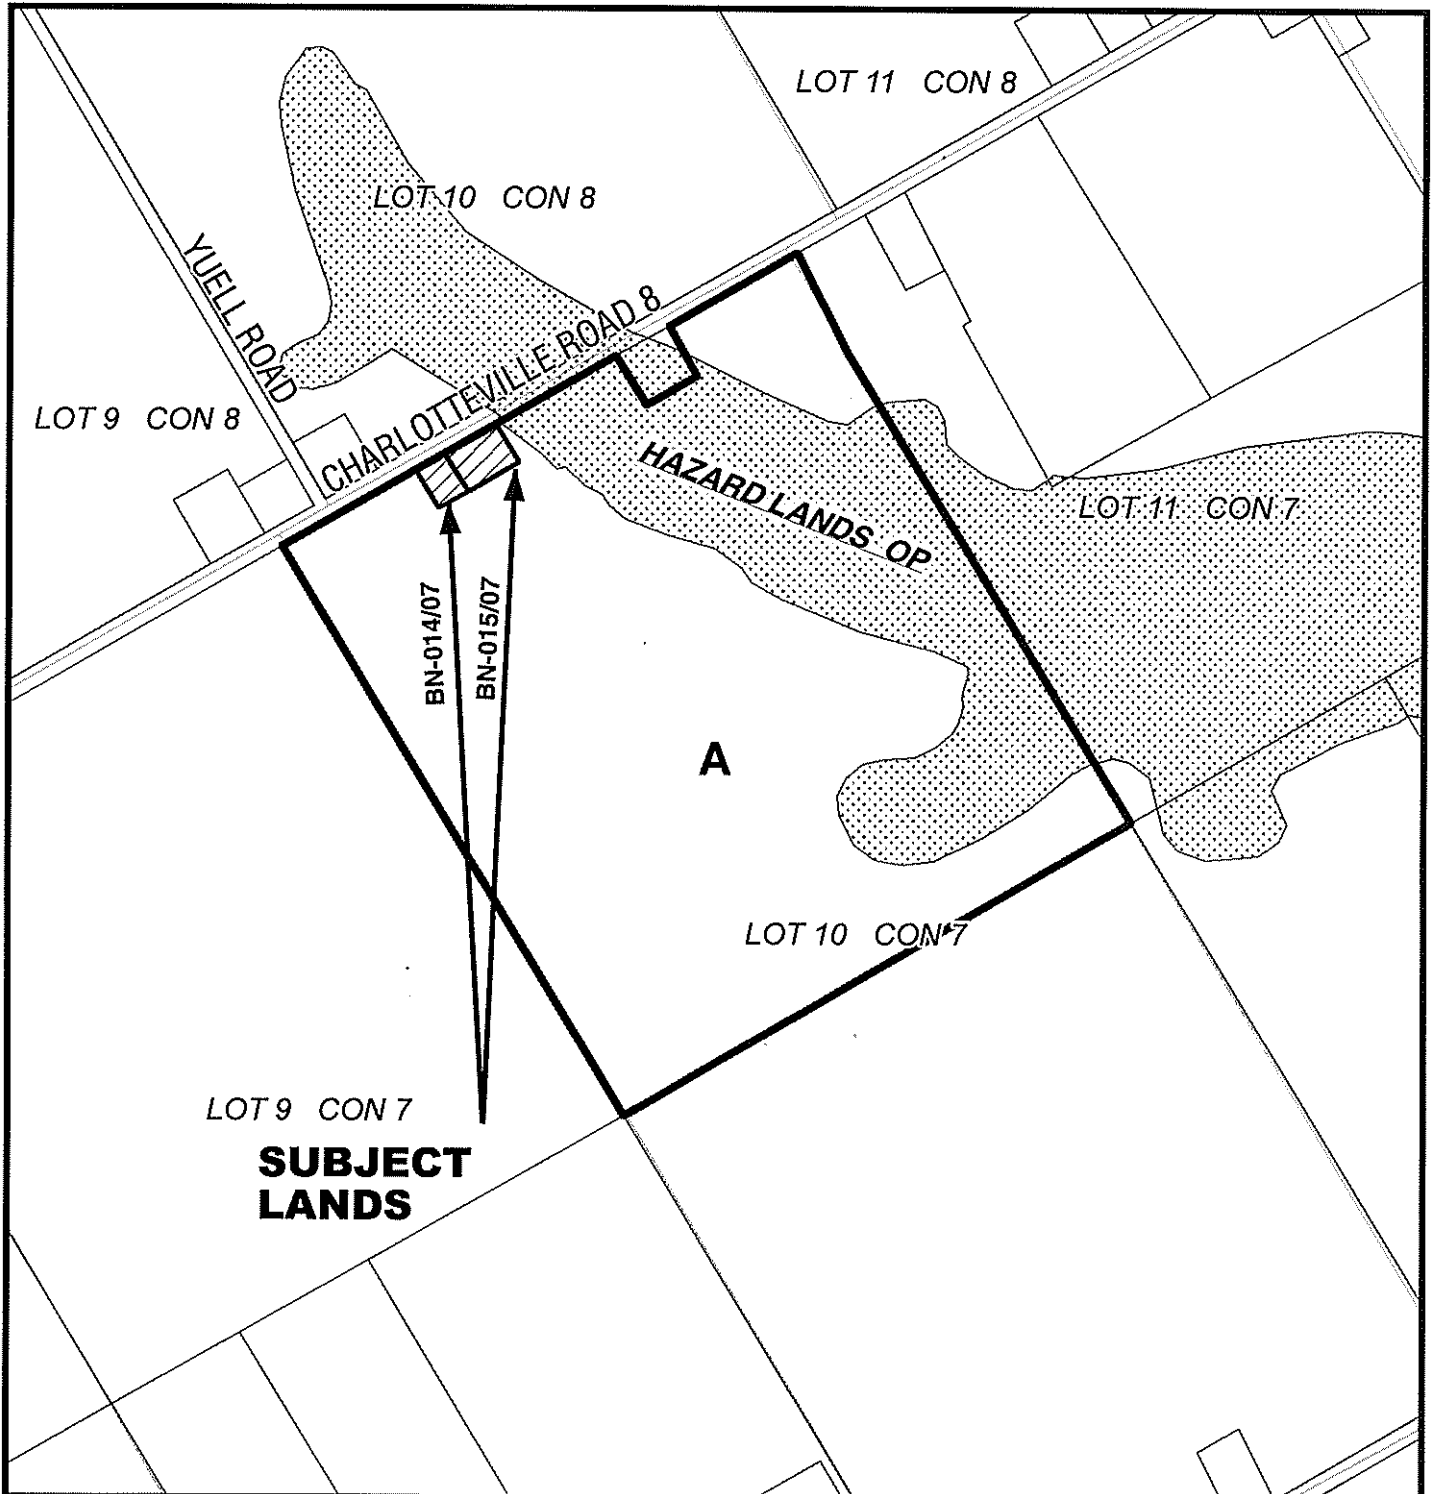 LOT 11 CON 8
LOT 10 CON 8
YUELL ROAD
CHARLOTTEVILLE ROAD 8
LOT 9 CON 8
HAZARD LANDS OP
LOT 11 CON 7
BN-014/07
BN-015/07
A
LOT 10 CON 7
LOT 9 CON 7
SUBJECT
LANDS